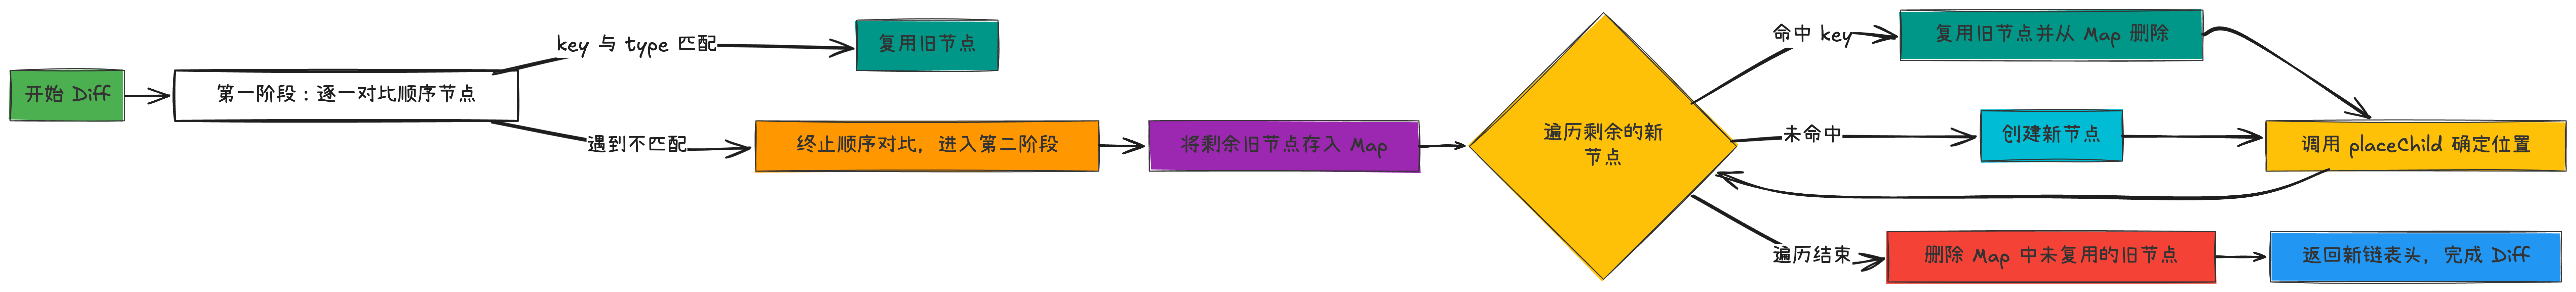 开始 Diff
第一阶段：逐一对比顺序节点
key 与 type 匹配
复用旧节点
遇到不匹配
终止顺序对比，进入第二阶段
将剩余旧节点存入 Map
遍历剩余的新
节点
命中 key
复用旧节点并从 Map 删除
未命中
创建新节点
调用 placeChild 确定位置
遍历结束
删除 Map 中未复用的旧节点
返回新链表头，完成 Diff